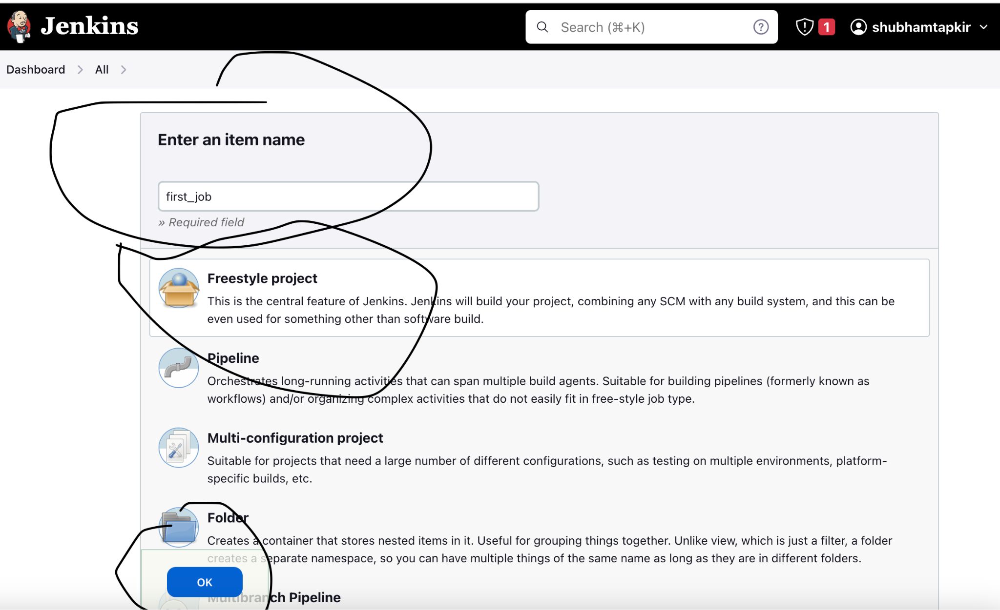 Jenkins
Search (⌘+K)
1
shubhamtapkir
Dashboard > All >
Enter an item name
first_job
» Required field
Freestyle project
This is the central feature of Jenkins. Jenkins will build your project, combining any SCM with any build system, and this can be
even used for something other than software build.
Pipeline
Orchestrates long-running activities that can span multiple build agents. Suitable for building pipelines (formerly known as
workflows) and/or organizing complex activities that do not easily fit in free-style job type.
Multi-configuration project
Suitable for projects that need a large number of different configurations, such as testing on multiple environments, platform-
specific builds, etc.
Folder
Creates a container that stores nested items in it. Useful for grouping things together. Unlike view, which is just a filter, a folder
creates a separate namespace, so you can have multiple things of the same name as long as they are in different folders.
OK
Multibranch Pipeline